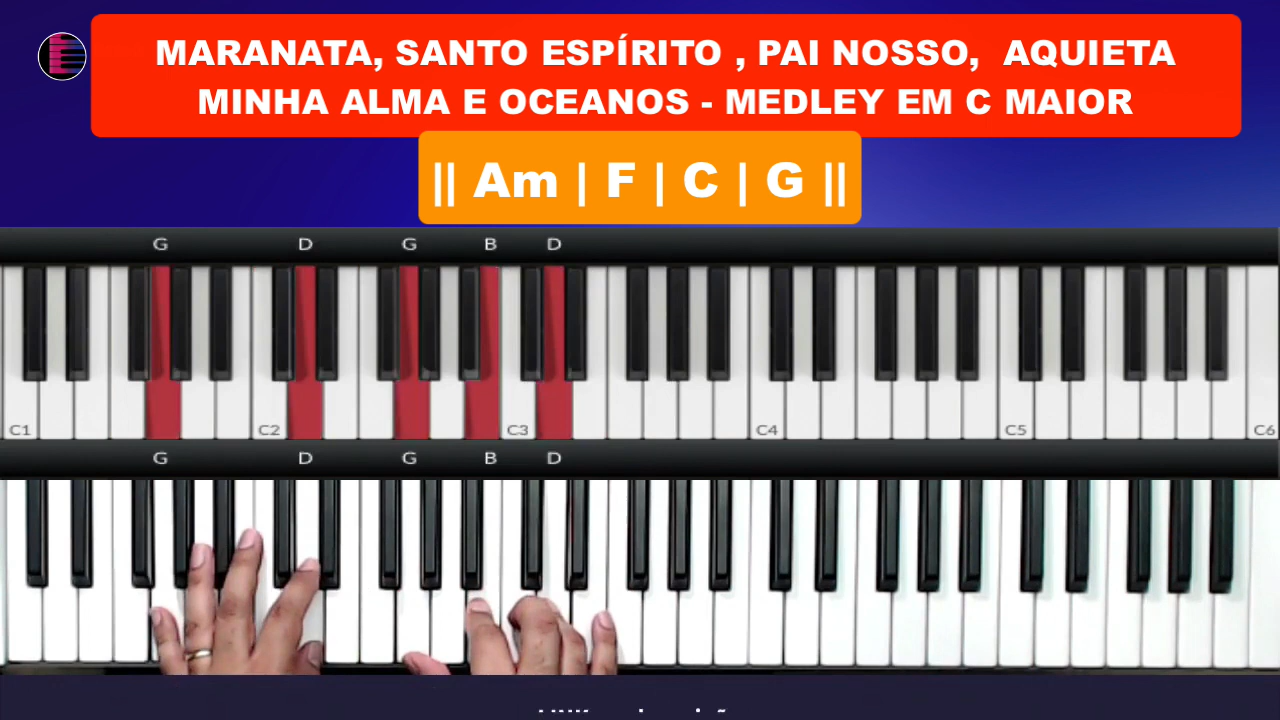 MARANATA, SANTO ESPÍRITO , PAI NOSSO, AQUIETA
MINHA ALMA E OCEANOS - MEDLEY EM C MAIOR
|| Am | F | C | G ||
G D G B D
C1 C2 C3 C4 C5 C6
G D G B D